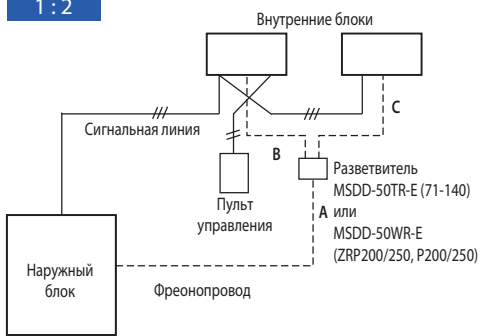 1 : 2
Внутренние блоки
Сигнальная линия
C
B
Разветвитель
MSDD-50TR-E (71-140)
A или
MSDD-50WR-E
(ZRP200/250, P200/250)
Пульт
управления
Наружный
блок
Фреонопровод